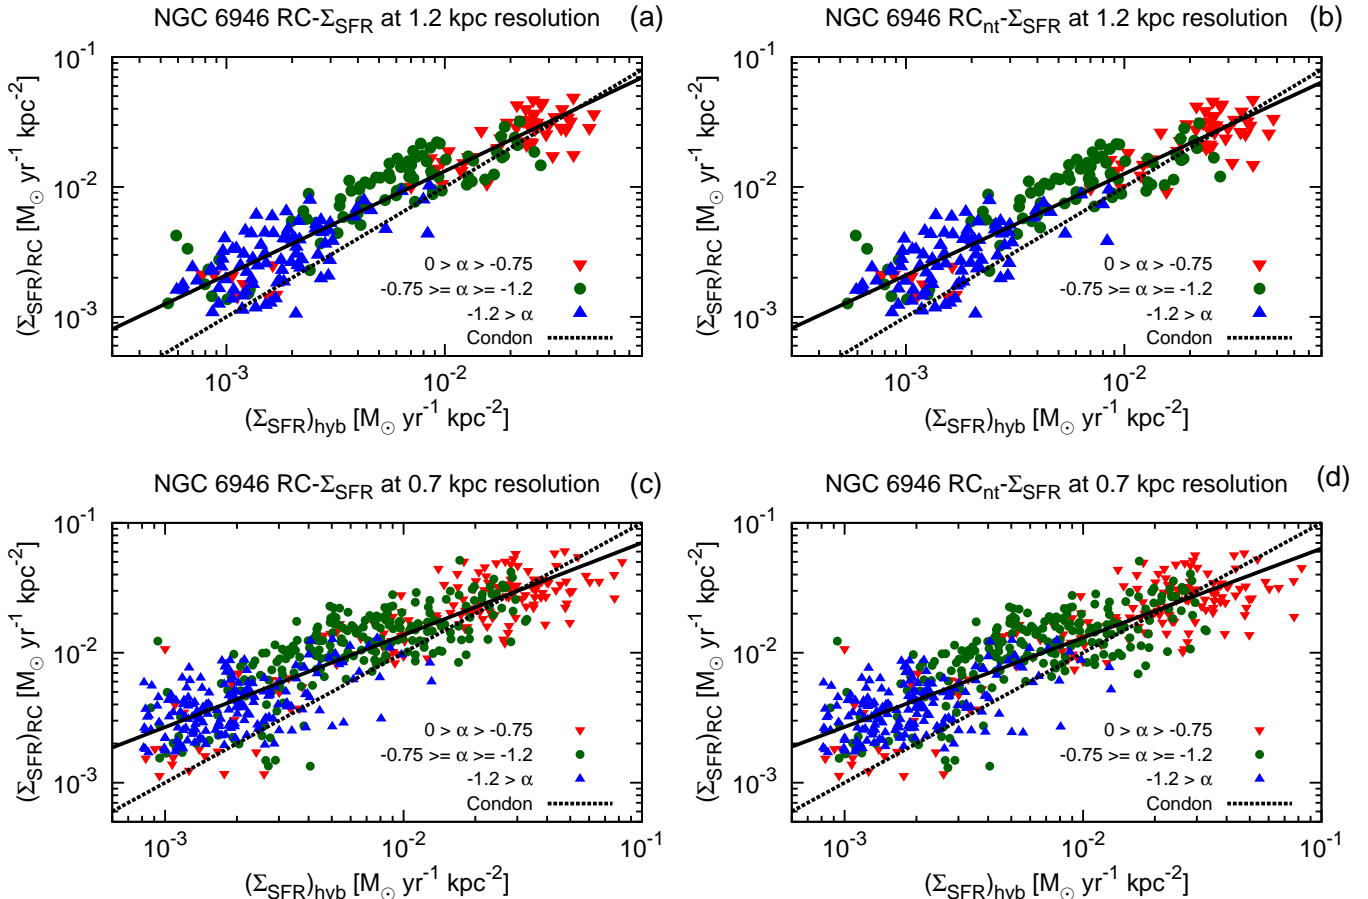 NGC 6946 RC-Σ_SFR at 1.2 kpc resolution (a)
10^-1
10^-2
10^-3
(Σ_SFR)_RC [M_⊙ yr^-1 kpc^-2]
0 > α > -0.75
-0.75 >= α >= -1.2
-1.2 > α
Condon
10^-3 10^-2
(Σ_SFR)_hyb [M_⊙ yr^-1 kpc^-2]
NGC 6946 RC_nt-Σ_SFR at 1.2 kpc resolution (b)
10^-1
10^-2
10^-3
(Σ_SFR)_RC [M_⊙ yr^-1 kpc^-2]
0 > α > -0.75
-0.75 >= α >= -1.2
-1.2 > α
Condon
10^-3 10^-2
(Σ_SFR)_hyb [M_⊙ yr^-1 kpc^-2]
NGC 6946 RC-Σ_SFR at 0.7 kpc resolution (c)
10^-1
10^-2
10^-3
(Σ_SFR)_RC [M_⊙ yr^-1 kpc^-2]
0 > α > -0.75
-0.75 >= α >= -1.2
-1.2 > α
Condon
10^-3 10^-2 10^-1
(Σ_SFR)_hyb [M_⊙ yr^-1 kpc^-2]
NGC 6946 RC_nt-Σ_SFR at 0.7 kpc resolution (d)
10^-1
10^-2
10^-3
(Σ_SFR)_RC [M_⊙ yr^-1 kpc^-2]
0 > α > -0.75
-0.75 >= α >= -1.2
-1.2 > α
Condon
10^-3 10^-2 10^-1
(Σ_SFR)_hyb [M_⊙ yr^-1 kpc^-2]